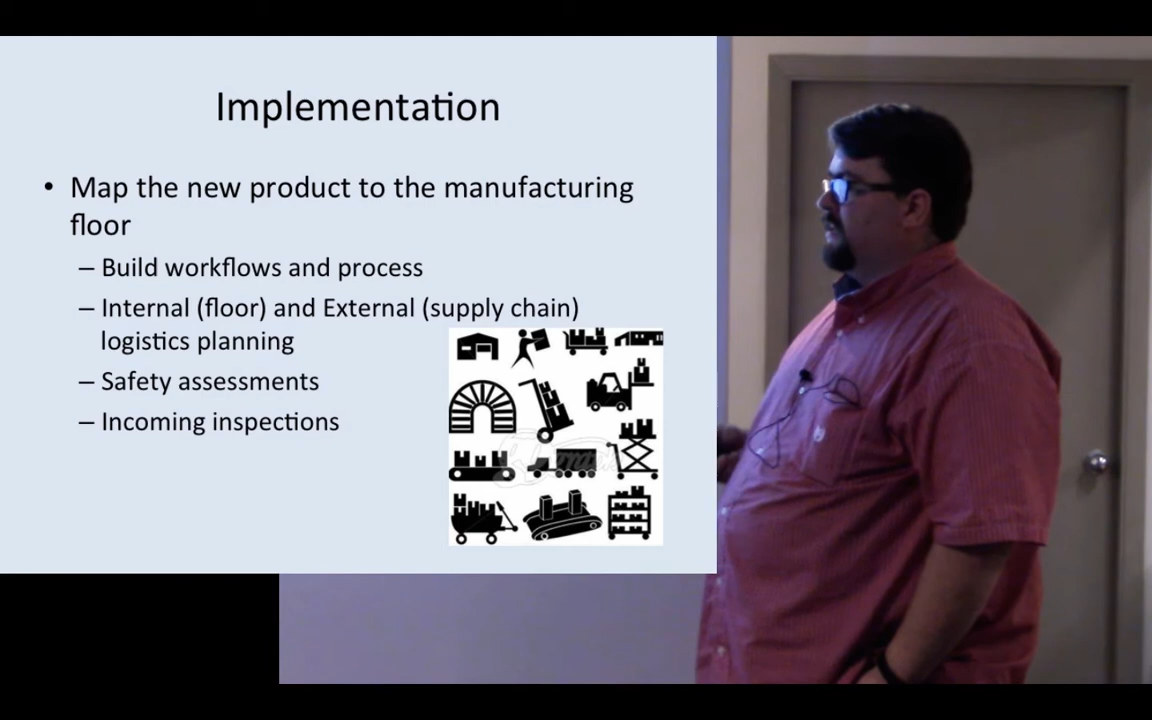 Implementation
• Map the new product to the manufacturing
floor
– Build workflows and process
– Internal (floor) and External (supply chain)
logistics planning
– Safety assessments
– Incoming inspections